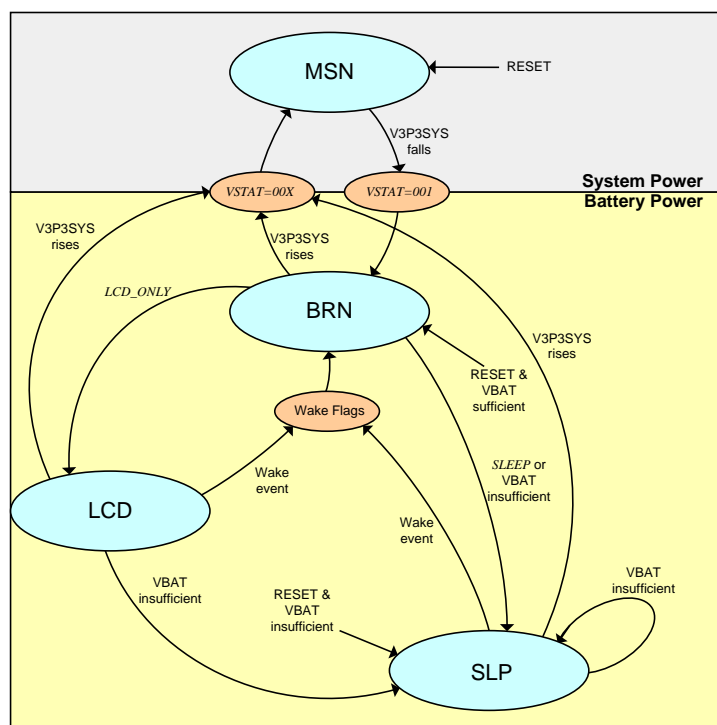 MSN
RESET
V3P3SYS
falls
VSTAT=00X
VSTAT=001
System Power
Battery Power
V3P3SYS
rises
V3P3SYS
rises
LCD_ONLY
BRN
V3P3SYS
rises
RESET &
VBAT
sufficient
Wake Flags
SLEEP or
VBAT
insufficient
Wake
event
LCD
Wake
event
VBAT
insufficient
RESET &
VBAT
insufficient
VBAT
insufficient
SLP